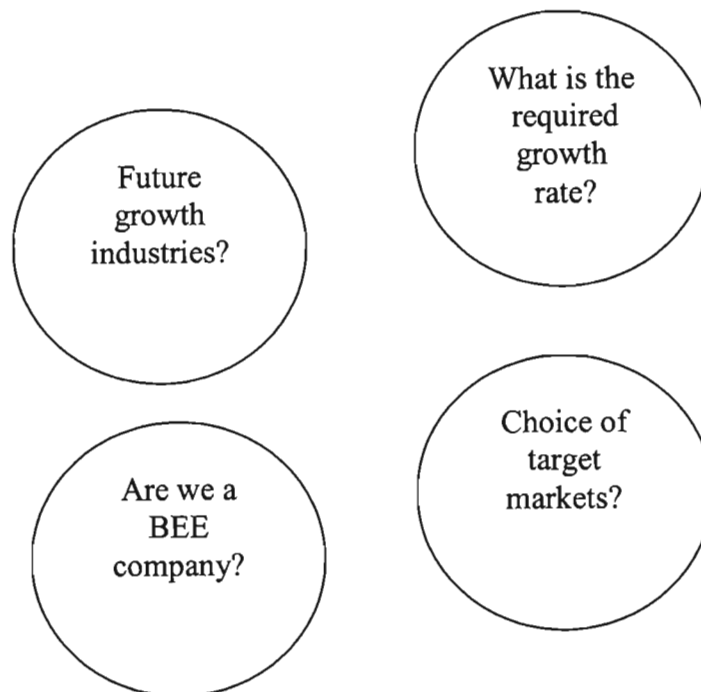 What is the
required
growth
rate?
Future
growth
industries?
Choice of
target
markets?
Are we a
BEE
company?